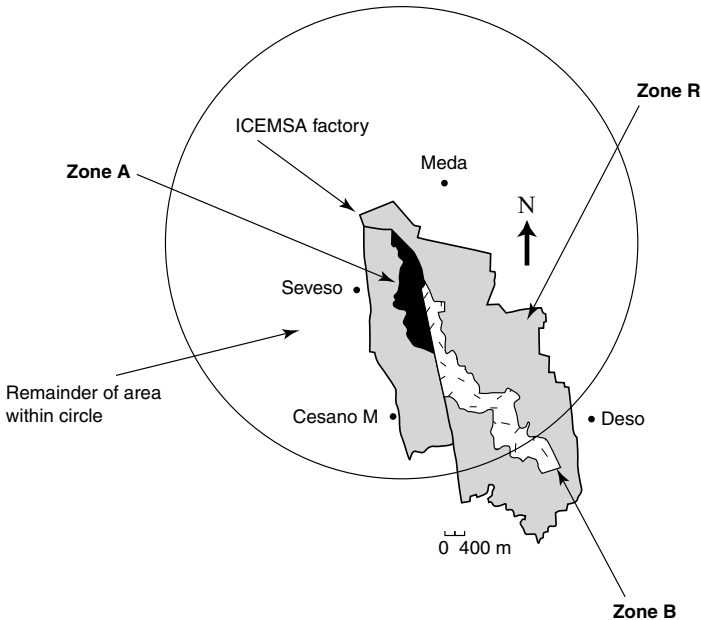 Zone R
ICEMSA factory
Meda
Zone A
N
Seveso
Remainder of area
within circle
Cesano M
Deso
0 400 m
Zone B